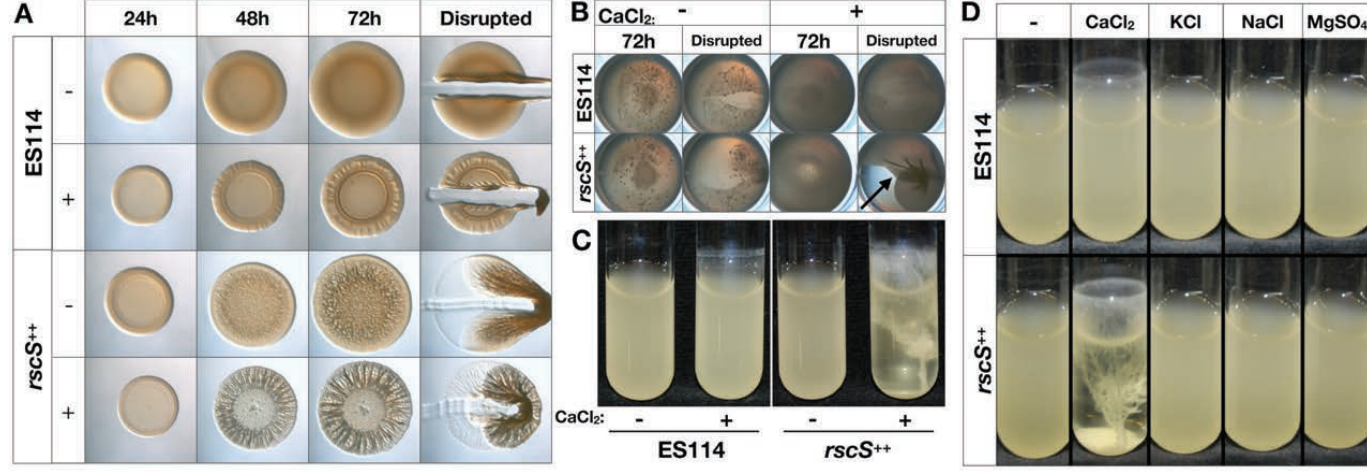 A
24h 48h 72h Disrupted
ES114
-
+
rscS++
-
+
B
CaCl2: - +
72h Disrupted 72h Disrupted
ES114
rscS++
C
CaCl2: - + - +
ES114 rscS++
D
- CaCl2 KCl NaCl MgSO4
ES114
rscS++